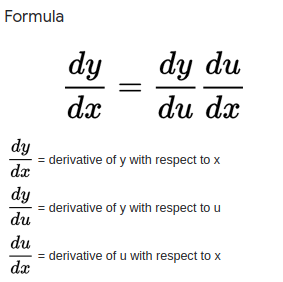 Formula
dy/dx = dy/du du/dx
dy/dx = derivative of y with respect to x
dy/du = derivative of y with respect to u
du/dx = derivative of u with respect to x